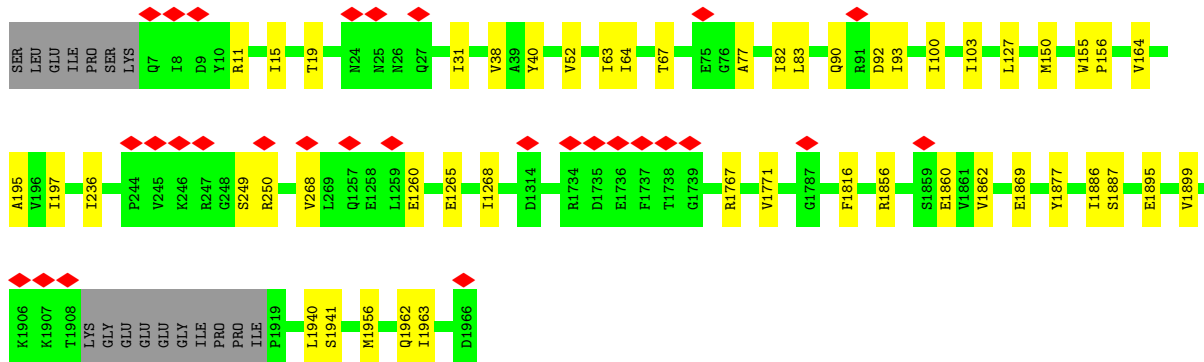 SER LEU GLU ILE PRO SER LYS Q7 I8 D9 Y10 R11 I15 T19 N24 N25 N26 Q27 I31 V38 A39 Y40 V52 I63 I64 T67 E75 G76 A77 I82 L83 Q90 R91 D92 I93 I100 I103 L127 M150 W155 P156 V164
A195 V196 I197 I236 P244 V245 K246 R247 G248 S249 R250 V268 L269 Q1257 E1258 L1259 E1260 E1265 I1268 D1314 R1734 D1735 E1736 F1737 T1738 G1739 R1767 V1771 G1787 F1816 R1856 S1859 E1860 V1861 V1862 E1869 Y1877 I1886 S1887 E1895 V1899
K1906 K1907 T1908 LYS GLY GLU GLU GLU GLY ILE PRO PRO ILE P1919 L1940 S1941 M1956 Q1962 I1963 D1966